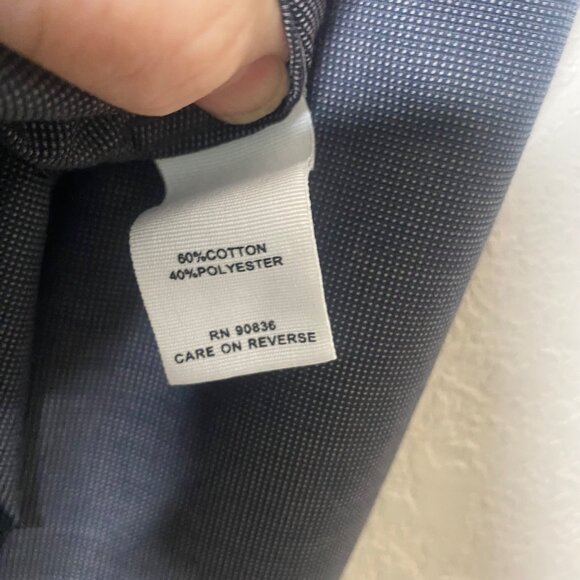 60%COTTON
40%POLYESTER
RN 90836
CARE ON REVERSE